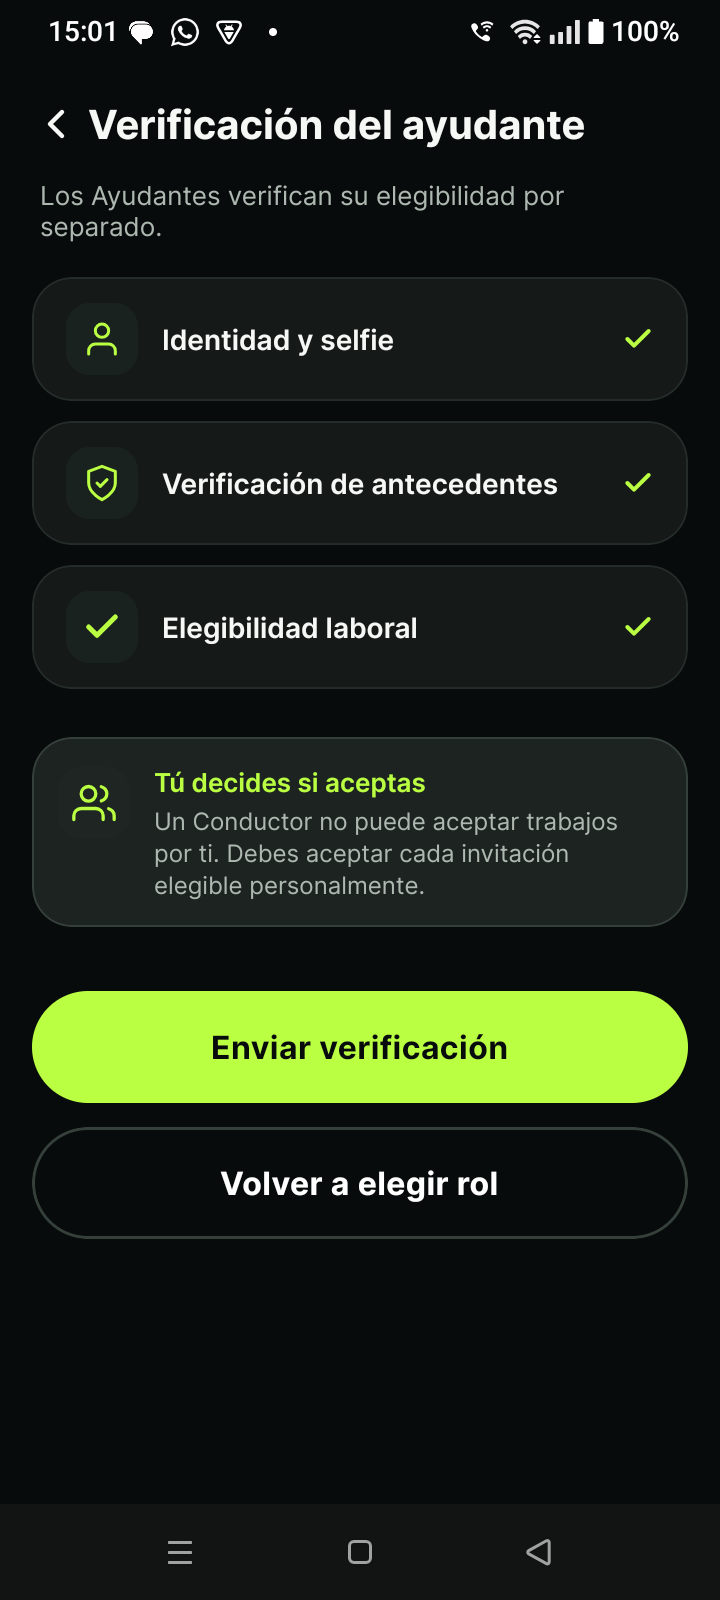 15:01
100%
Verificación del ayudante
Los Ayudantes verifican su elegibilidad por
separado.
Identidad y selfie
Verificación de antecedentes
Elegibilidad laboral
Tú decides si aceptas
Un Conductor no puede aceptar trabajos
por ti. Debes aceptar cada invitación
elegible personalmente.
Enviar verificación
Volver a elegir rol